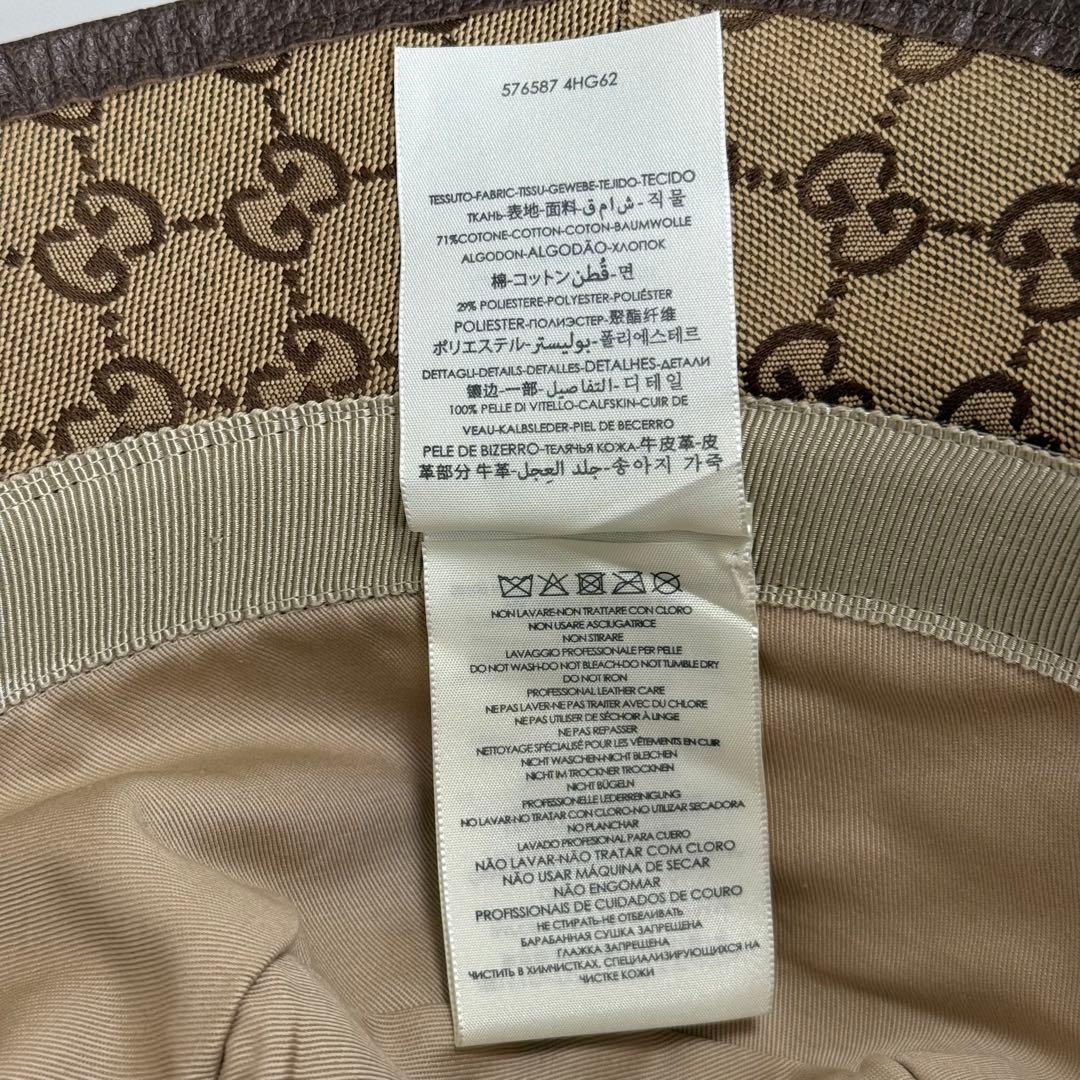 576587 4HG62
TESSUTO-FABRIC-TISSU-GEWEBE-TEJIDO-TECIDO
ТКАНЬ-表地-面料-ش‎ا‎م ق-직 물
71%COTONE-COTTON-COTON-BAUMWOLLE
ALGODON-ALGODÃO-ХЛОПОК
棉-コットン-قُطن-면
29% POLIESTERE-POLYESTER-POLIÉSTER
POLIESTER-ПОЛИЭСТЕР-聚酯纤维
ポリエステル-بوليستر-폴리에스테르
DETTAGLI-DETAILS-DETALLES-DETALHES-ДЕТАЛИ
镶边-一部-التفاصيل-디 테 일
100% PELLE DI VITELLO-CALFSKIN-CUIR DE
VEAU-KALBSLEDER-PIEL DE BECERRO
PELE DE BIZERRO-ТЕЛЯЧЬЯ КОЖА-牛皮革-皮
革部分 牛革-جلد العِجل-송아지 가죽
NON LAVARE-NON TRATTARE CON CLORO
NON USARE ASCIUGATRICE
NON STIRARE
LAVAGGIO PROFESSIONALE PER PELLE
DO NOT WASH-DO NOT BLEACH-DO NOT TUMBLE DRY
DO NOT IRON
PROFESSIONAL LEATHER CARE
NE PAS LAVER-NE PAS TRAITER AVEC DU CHLORE
NE PAS UTILISER DE SÉCHOIR À LINGE
NE PAS REPASSER
NETTOYAGE SPÉCIALISÉ POUR LES VÊTEMENTS EN CUIR
NICHT WASCHEN-NICHT BLEICHEN
NICHT IM TROCKNER TROCKNEN
NICHT BÜGELN
PROFESSIONELLE LEDERREINIGUNG
NO LAVAR-NO TRATAR CON CLORO-NO UTILIZAR SECADORA
NO PLANCHAR
LAVADO PROFESIONAL PARA CUERO
NÃO LAVAR-NÃO TRATAR COM CLORO
NÃO USAR MÁQUINA DE SECAR
NÃO ENGOMAR
PROFISSIONAIS DE CUIDADOS DE COURO
НЕ СТИРАТЬ-НЕ ОТБЕЛИВАТЬ
БАРАБАННАЯ СУШКА ЗАПРЕЩЕНА
ГЛАЖКА ЗАПРЕЩЕНА
ЧИСТИТЬ В ХИМЧИСТКАХ, СПЕЦИАЛИЗИРУЮЩИХСЯ НА
ЧИСТКЕ КОЖИ